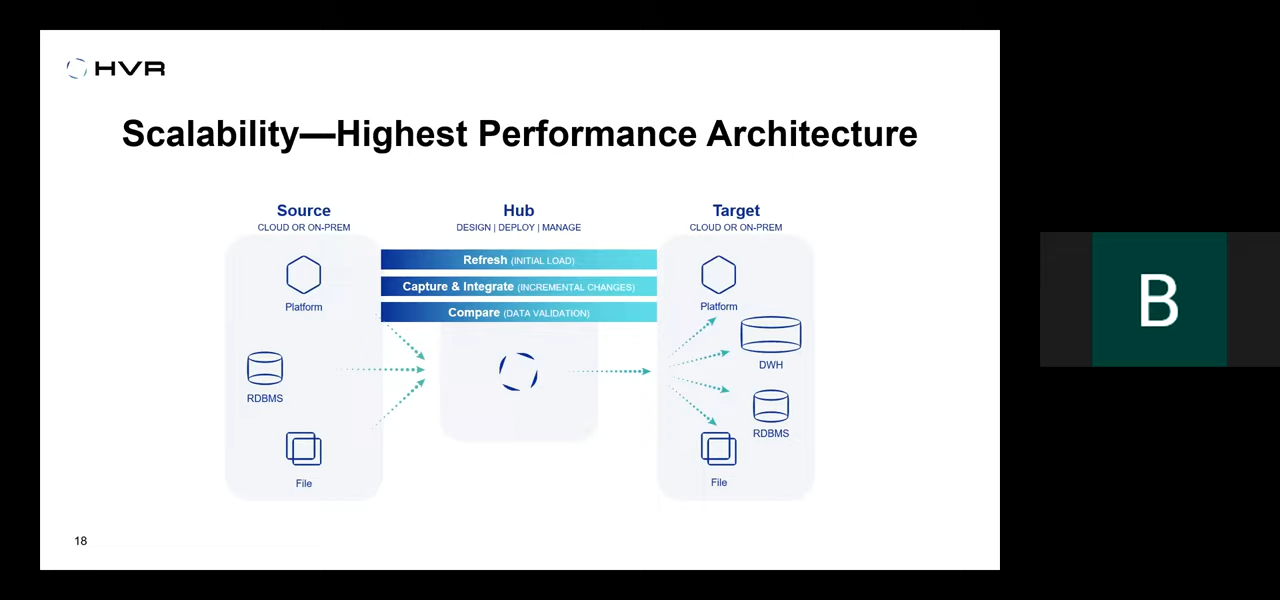 HVR
Scalability—Highest Performance Architecture
Source
CLOUD OR ON-PREM
Hub
DESIGN | DEPLOY | MANAGE
Target
CLOUD OR ON-PREM
Refresh (INITIAL LOAD)
Capture & Integrate (INCREMENTAL CHANGES)
Compare (DATA VALIDATION)
Platform
RDBMS
File
Platform
DWH
RDBMS
File
18
B